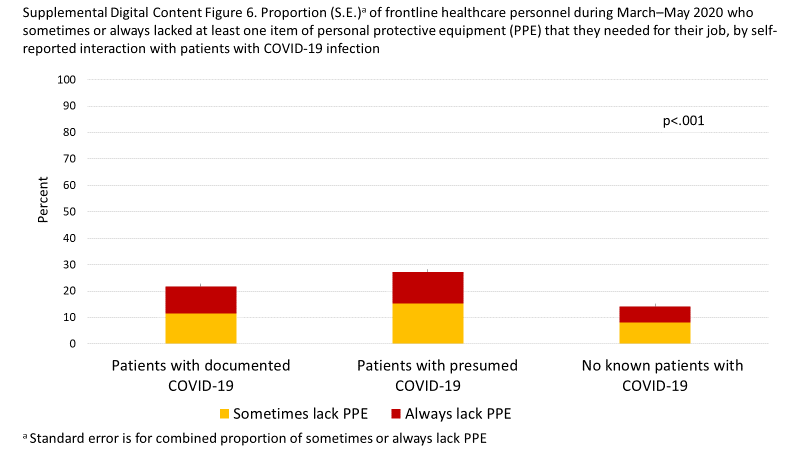 Supplemental Digital Content Figure 6. Proportion (S.E.)ᵃ of frontline healthcare personnel during March–May 2020 who
sometimes or always lacked at least one item of personal protective equipment (PPE) that they needed for their job, by self-
reported interaction with patients with COVID-19 infection
100
90
p<.001
80
70
60
Percent
50
40
30
20
10
0
Patients with documented
COVID-19
Patients with presumed
COVID-19
No known patients with
COVID-19
Sometimes lack PPE
Always lack PPE
ᵃ Standard error is for combined proportion of sometimes or always lack PPE